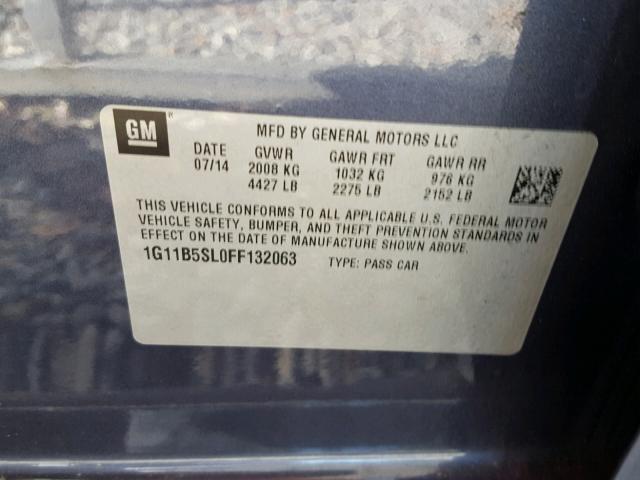 GM ®
MFD BY GENERAL MOTORS LLC
DATE GVWR GAWR FRT GAWR RR
07/14 2008 KG 1032 KG 976 KG
4427 LB 2275 LB 2152 LB
THIS VEHICLE CONFORMS TO ALL APPLICABLE U.S. FEDERAL MOTOR
VEHICLE SAFETY, BUMPER, AND THEFT PREVENTION STANDARDS IN
EFFECT ON THE DATE OF MANUFACTURE SHOWN ABOVE.
1G11B5SL0FF132063 TYPE: PASS CAR